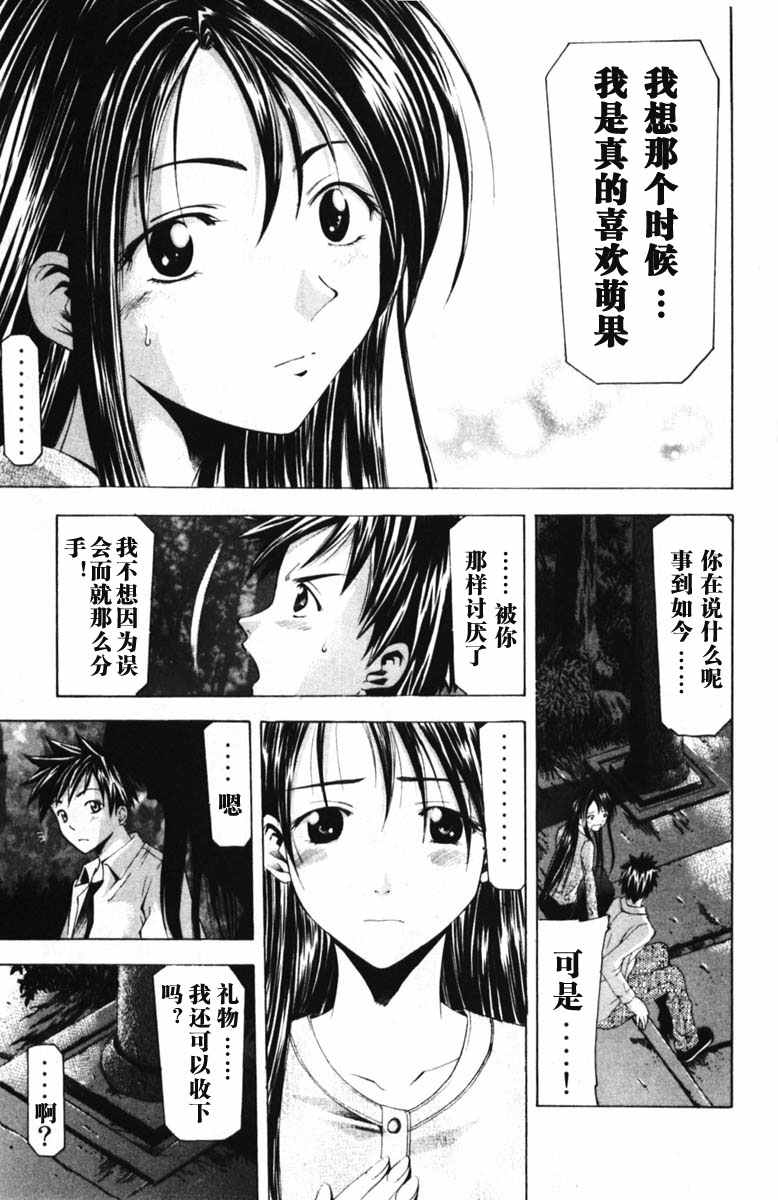 我想那个时候…
我是真的喜欢萌果
………
你在说什么呢
事到如今……
可是……！
……被你
那样讨厌了
我不想因为误
会而就那么分
手！
………
…嗯
礼物……
我还可以收下
吗？
…啊？